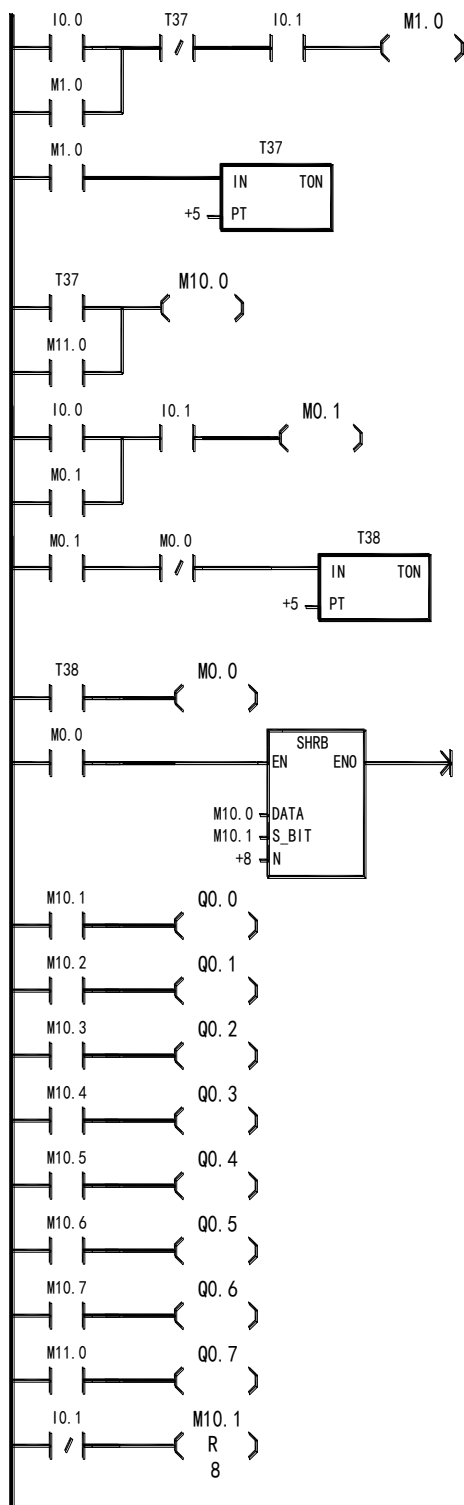 I0.0 T37 I0.1 M1.0
M1.0
M1.0 T37
IN TON
+5 PT
T37 M10.0
M11.0
I0.0 I0.1 M0.1
M0.1
M0.1 M0.0 T38
IN TON
+5 PT
T38 M0.0
M0.0 SHRB
EN ENO
M10.0 DATA
M10.1 S_BIT
+8 N
M10.1 Q0.0
M10.2 Q0.1
M10.3 Q0.2
M10.4 Q0.3
M10.5 Q0.4
M10.6 Q0.5
M10.7 Q0.6
M11.0 Q0.7
I0.1 M10.1
R
8